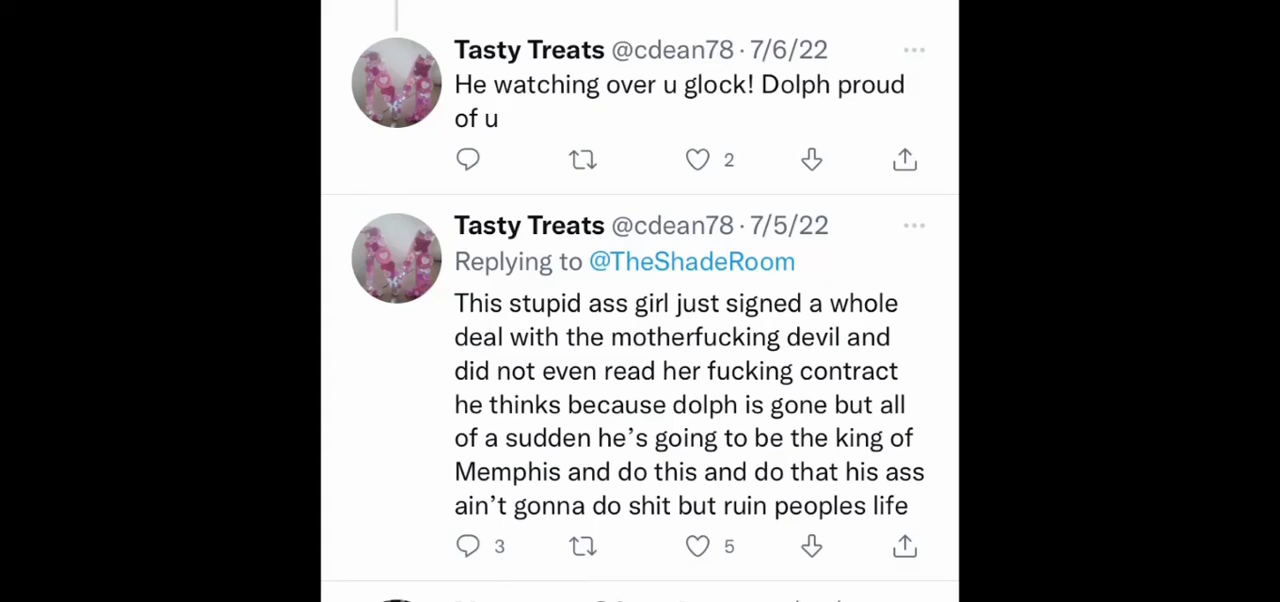 Tasty Treats @cdean78 · 7/6/22
He watching over u glock! Dolph proud
of u
2
Tasty Treats @cdean78 · 7/5/22
Replying to @TheShadeRoom
This stupid ass girl just signed a whole
deal with the motherfucking devil and
did not even read her fucking contract
he thinks because dolph is gone but all
of a sudden he's going to be the king of
Memphis and do this and do that his ass
ain't gonna do shit but ruin peoples life
3 5